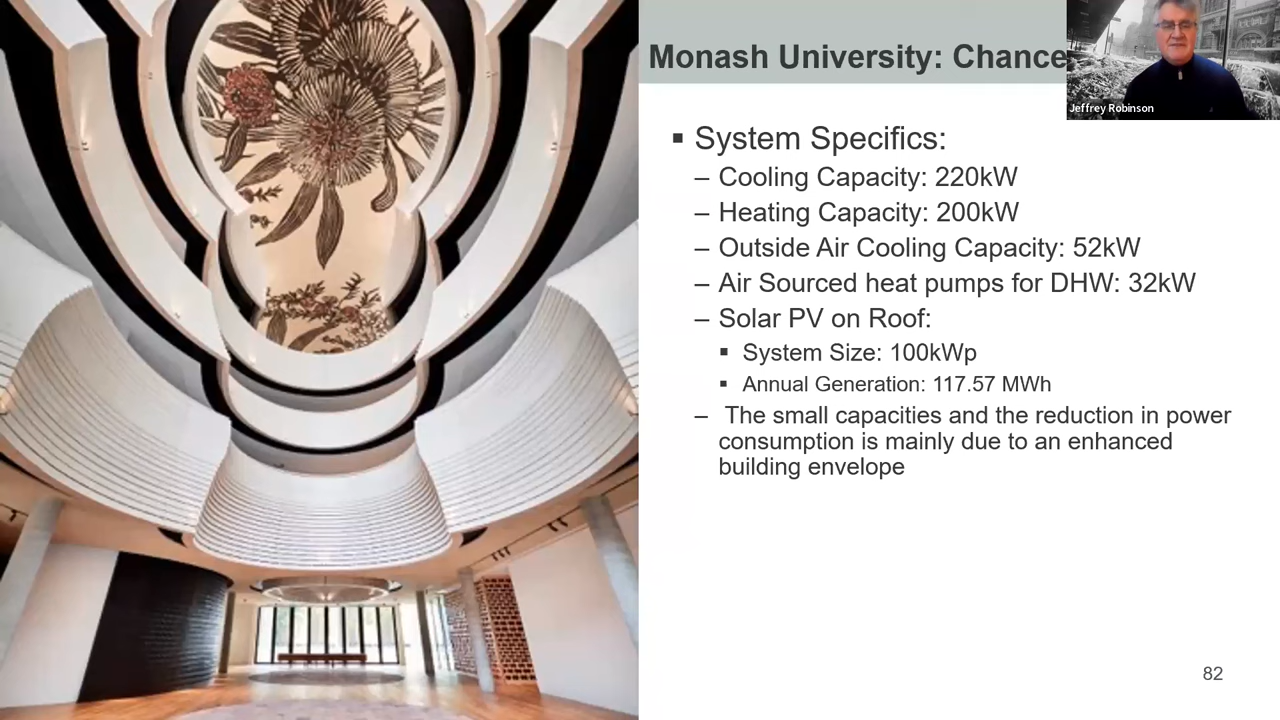 Monash University: Chance
Jeffrey Robinson
▪ System Specifics:
– Cooling Capacity: 220kW
– Heating Capacity: 200kW
– Outside Air Cooling Capacity: 52kW
– Air Sourced heat pumps for DHW: 32kW
– Solar PV on Roof:
▪ System Size: 100kWp
▪ Annual Generation: 117.57 MWh
– The small capacities and the reduction in power
consumption is mainly due to an enhanced
building envelope
82